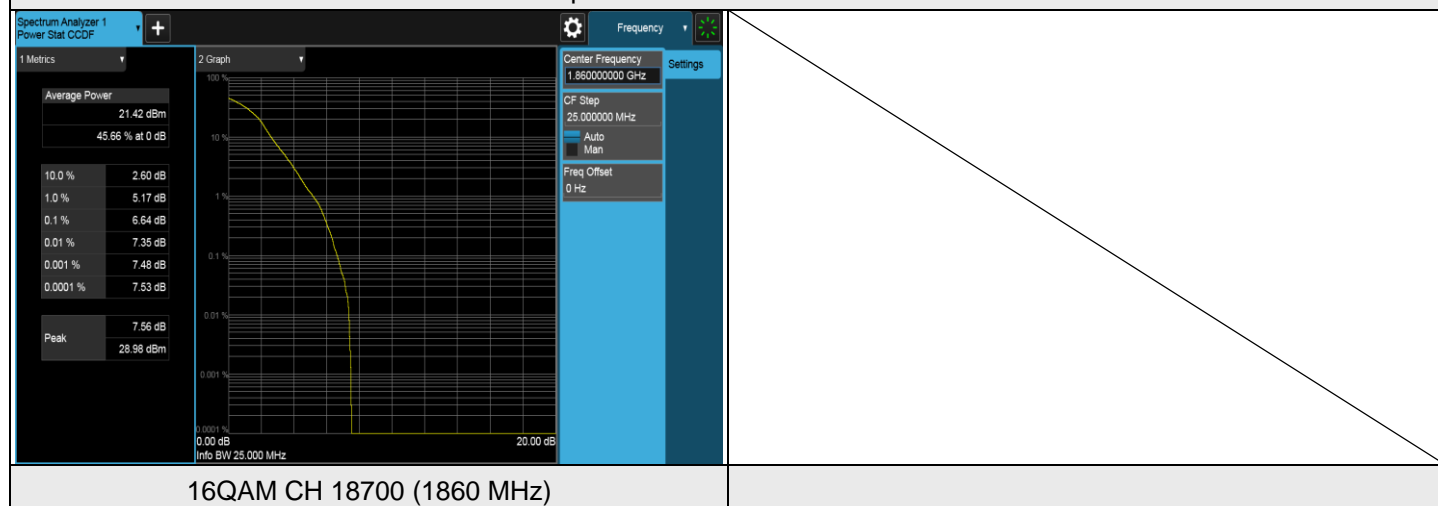 Spectrum Analyzer 1
Power Stat CCDF
+
Frequency
1 Metrics
2 Graph
Center Frequency
1.860000000 GHz
Settings
Average Power
21.42 dBm
45.66 % at 0 dB
CF Step
25.000000 MHz
Auto
Man
Freq Offset
0 Hz
10.0 % 2.60 dB
1.0 % 5.17 dB
0.1 % 6.64 dB
0.01 % 7.35 dB
0.001 % 7.48 dB
0.0001 % 7.53 dB
Peak
7.56 dB
28.98 dBm
100 %
10 %
1 %
0.1 %
0.01 %
0.001 %
0.0001 %
0.00 dB 20.00 dB
Info BW 25.000 MHz
16QAM CH 18700 (1860 MHz)